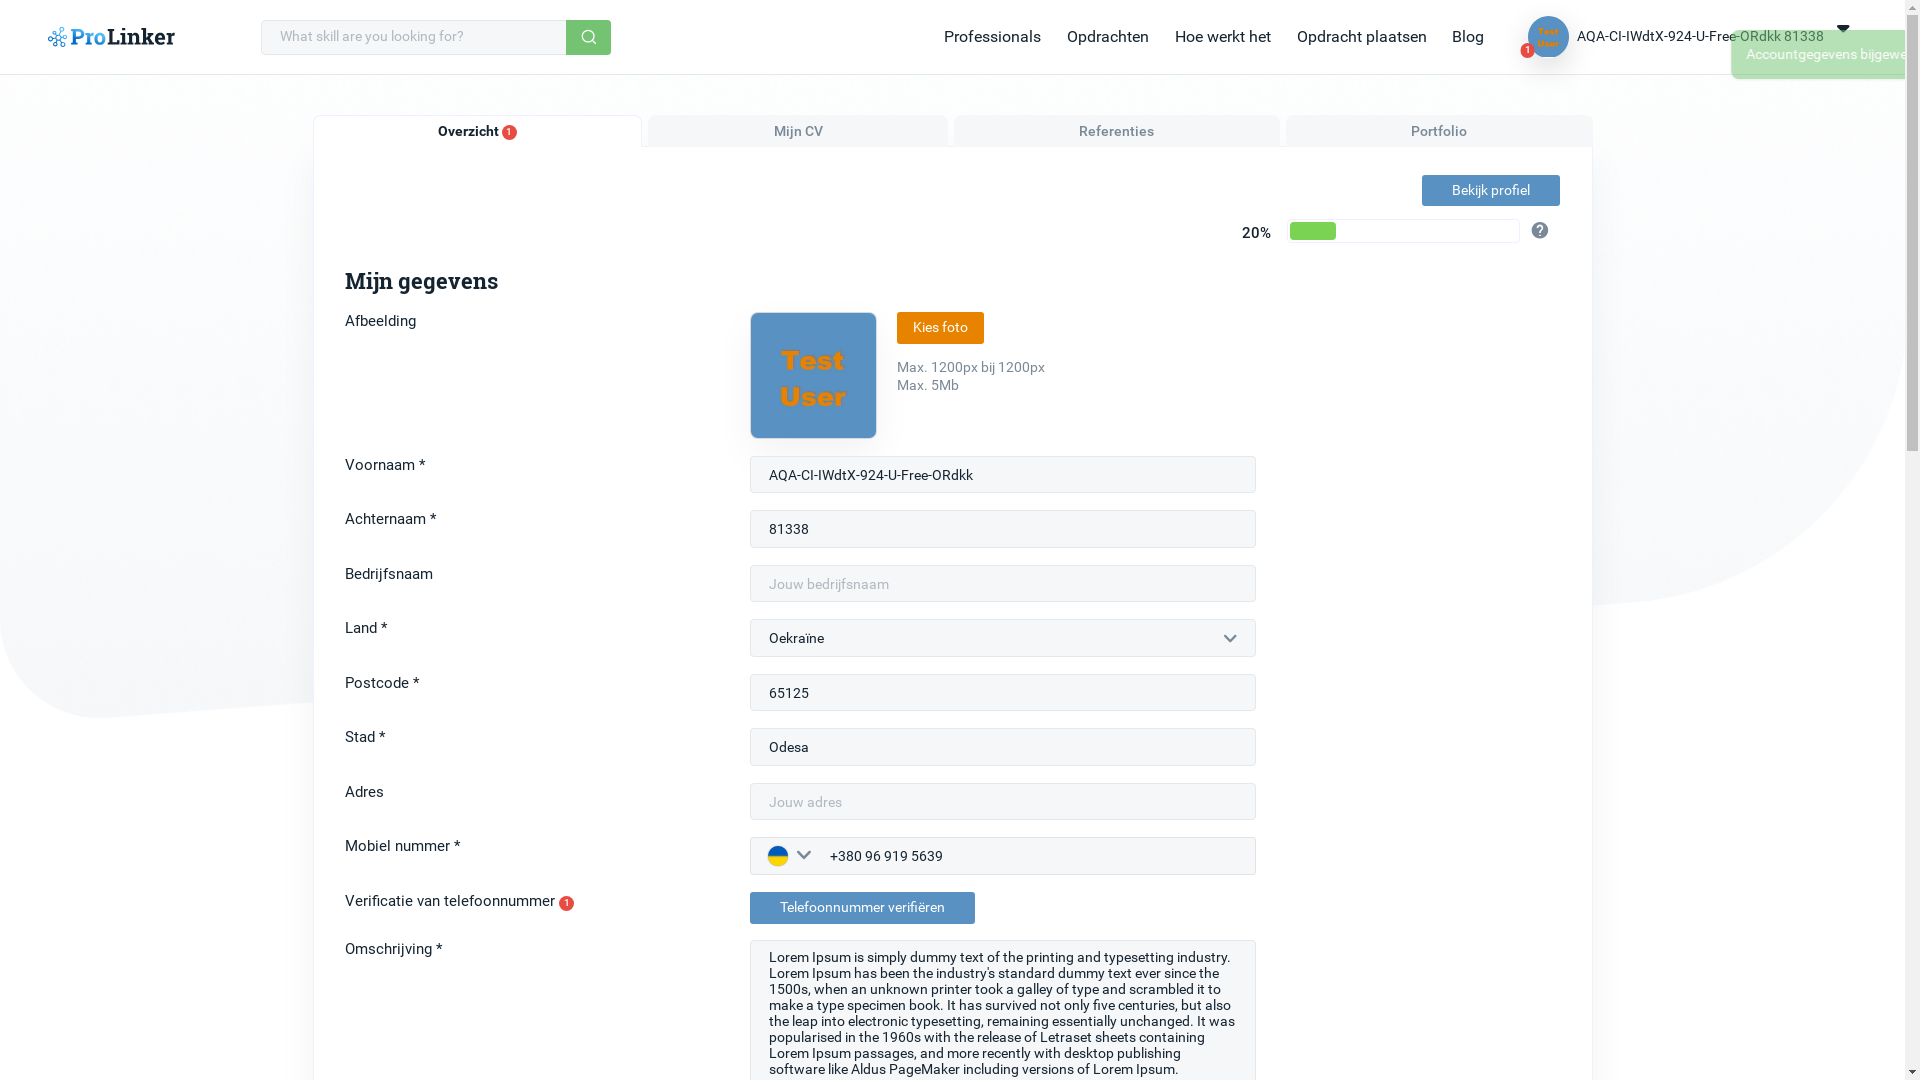 ProLinker
What skill are you looking for?
Professionals
Opdrachten
Hoe werkt het
Opdracht plaatsen
Blog
Test
User
1
AQA-CI-IWdtX-924-U-Free-ORdkk 81338
Accountgegevens
Overzicht 1
Mijn CV
Referenties
Portfolio
Bekijk profiel
20%
?
Mijn gegevens
Afbeelding
Test
User
Kies foto
Max. 1200px bij 1200px
Max. 5Mb
Voornaam *
AQA-CI-IWdtX-924-U-Free-ORdkk
Achternaam *
81338
Bedrijfsnaam
Jouw bedrijfsnaam
Land *
Oekraïne
Postcode *
65125
Stad *
Odesa
Adres
Jouw adres
Mobiel nummer *
+380 96 919 5639
Verificatie van telefoonnummer 1
Telefoonnummer verifiëren
Omschrijving *
Lorem Ipsum is simply dummy text of the printing and typesetting industry.
Lorem Ipsum has been the industry's standard dummy text ever since the
1500s, when an unknown printer took a galley of type and scrambled it to
make a type specimen book. It has survived not only five centuries, but also
the leap into electronic typesetting, remaining essentially unchanged. It was
popularised in the 1960s with the release of Letraset sheets containing
Lorem Ipsum passages, and more recently with desktop publishing
software like Aldus PageMaker including versions of Lorem Ipsum.